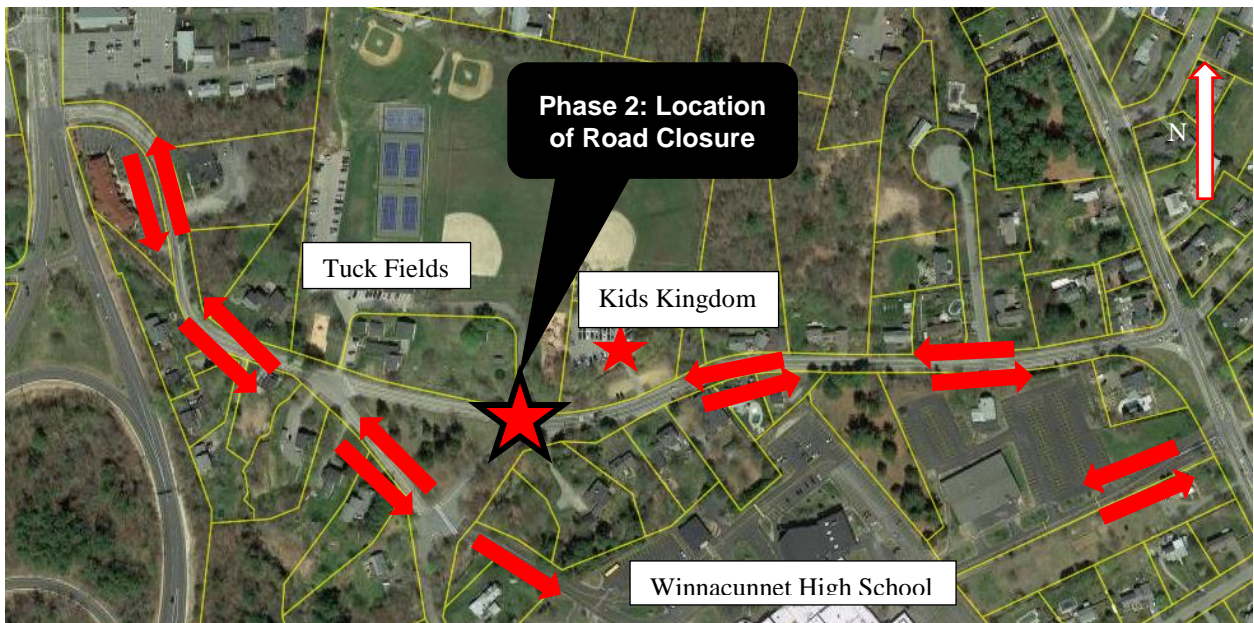 Phase 2: Location
of Road Closure
N
Tuck Fields
Kids Kingdom
Winnacunnet High School